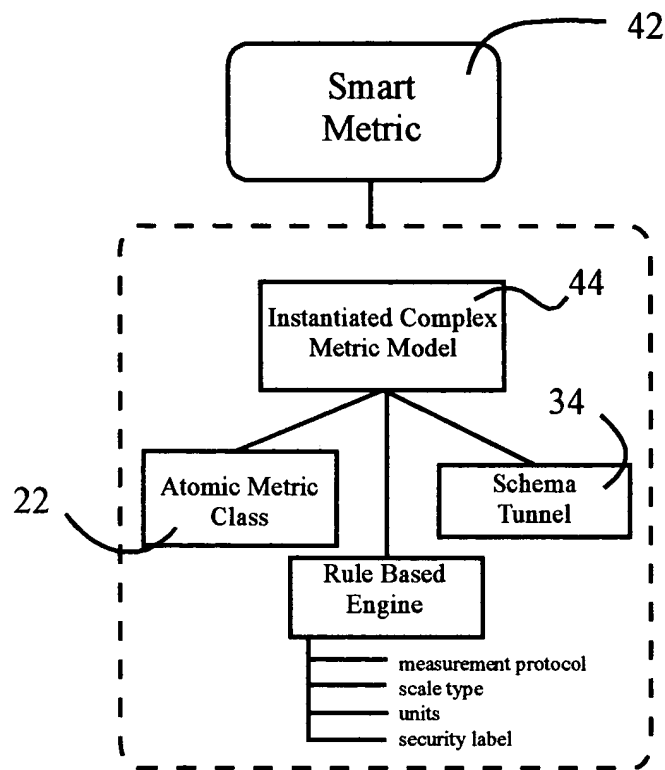 42
Smart
Metric
44
Instantiated Complex
Metric Model
34
22
Atomic Metric
Class
Schema
Tunnel
Rule Based
Engine
measurement protocol
scale type
units
security label